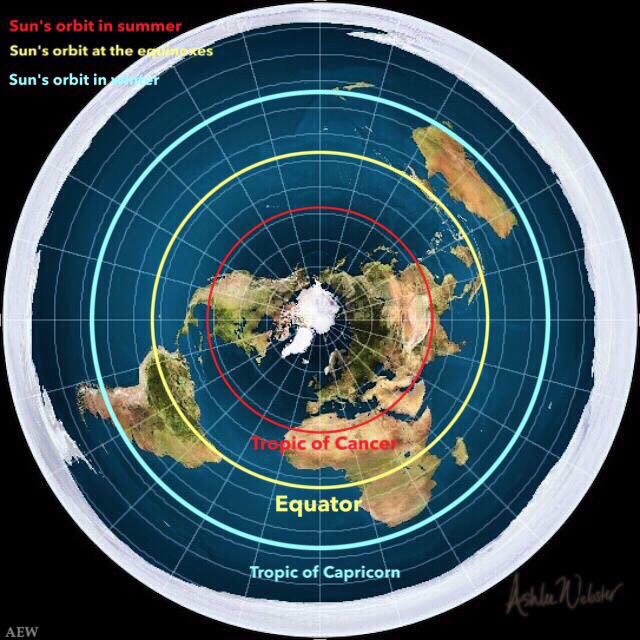 Sun's orbit in summer
Sun's orbit at the equinoxes
Sun's orbit in winter
Tropic of Cancer
Equator
Tropic of Capricorn
Ashlee Webster
AEW